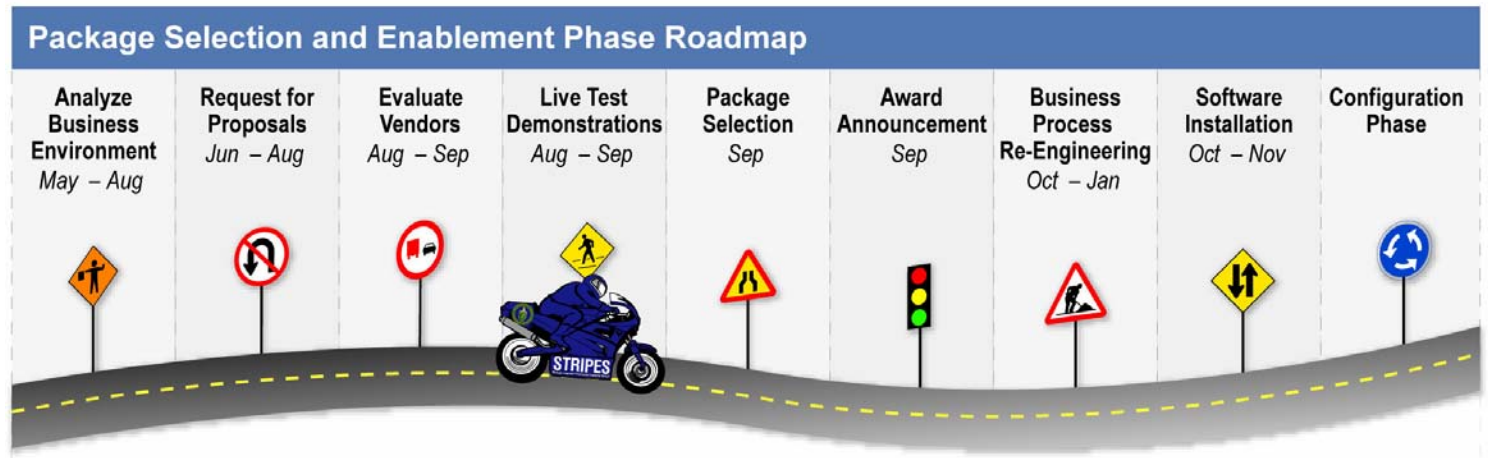 Package Selection and Enablement Phase Roadmap
Analyze
Business
Environment
May – Aug
Request for
Proposals
Jun – Aug
Evaluate
Vendors
Aug – Sep
Live Test
Demonstrations
Aug – Sep
Package
Selection
Sep
Award
Announcement
Sep
Business
Process
Re-Engineering
Oct – Jan
Software
Installation
Oct – Nov
Configuration
Phase
STRIPES